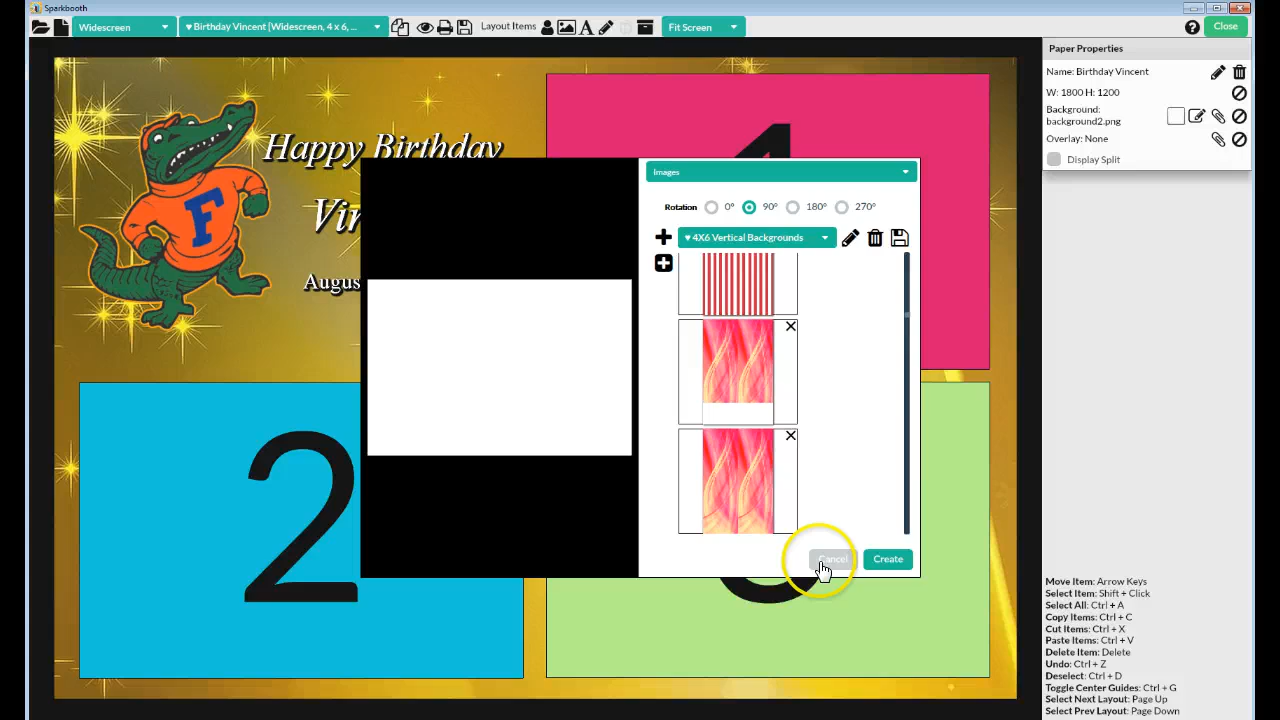 Sparkbooth
Widescreen
♥ Birthday Vincent [Widescreen, 4 x 6, ...
Layout Items
A
Fit Screen
?
Close
Paper Properties
Name: Birthday Vincent
W: 1800 H: 1200
Background:
background2.png
Overlay: None
Display Split
Happy Birthday
F
Augus
2
Images
Rotation 0° 90° 180° 270°
♥ 4X6 Vertical Backgrounds
Cancel Create
Move Item: Arrow Keys
Select Item: Shift + Click
Select All: Ctrl + A
Copy Items: Ctrl + C
Cut Items: Ctrl + X
Paste Items: Ctrl + V
Delete Item: Delete
Undo: Ctrl + Z
Deselect: Ctrl + D
Toggle Center Guides: Ctrl + G
Select Next Layout: Page Up
Select Prev Layout: Page Down